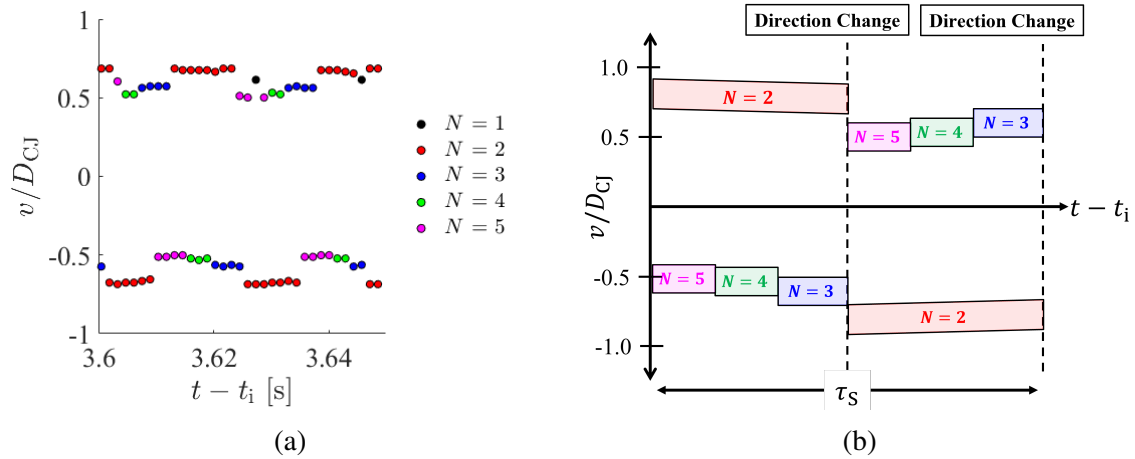 1
0.5
0
-0.5
-1
v/D_CJ
3.6
3.62
3.64
t − t_i [s]
N = 1
N = 2
N = 3
N = 4
N = 5
(a)
Direction Change
Direction Change
1.0
0.5
-0.5
-1.0
v/D_CJ
N = 2
N = 5
N = 4
N = 3
t − t_i
N = 5
N = 4
N = 3
N = 2
τ_S
(b)